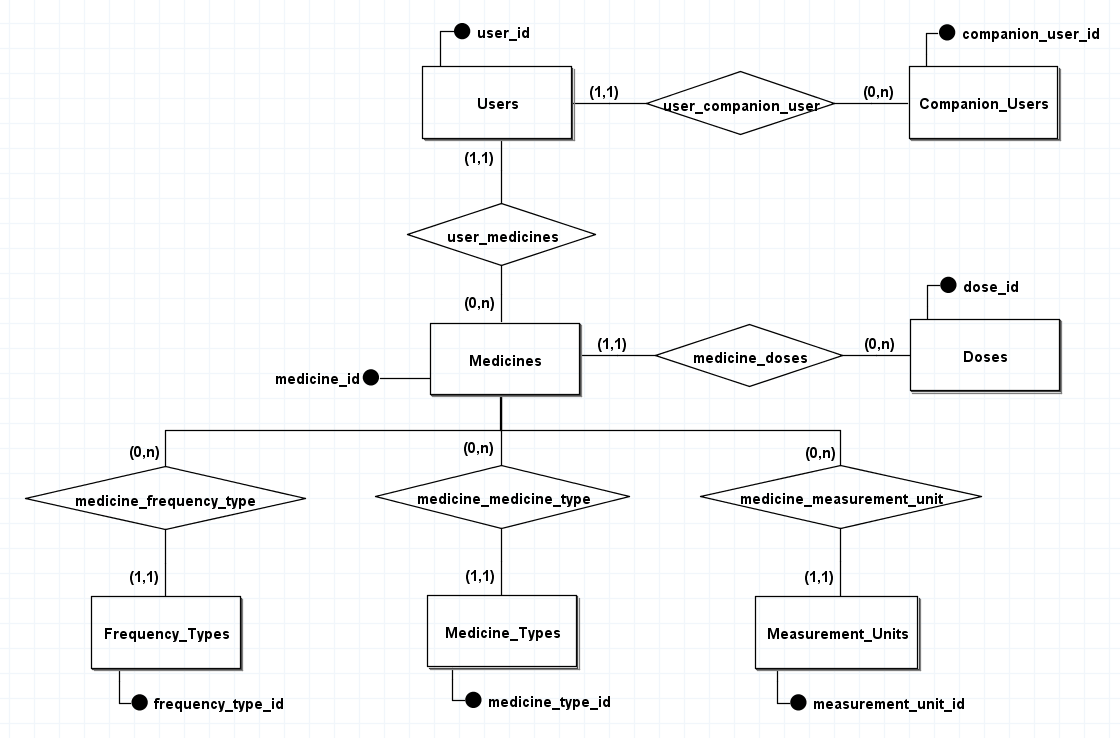 user_id
companion_user_id
Users
(1,1)
user_companion_user
(0,n)
Companion_Users
(1,1)
user_medicines
(0,n)
dose_id
Medicines
(1,1)
medicine_doses
(0,n)
Doses
medicine_id
(0,n)
(0,n)
(0,n)
medicine_frequency_type
medicine_medicine_type
medicine_measurement_unit
(1,1)
(1,1)
(1,1)
Frequency_Types
Medicine_Types
Measurement_Units
frequency_type_id
medicine_type_id
measurement_unit_id